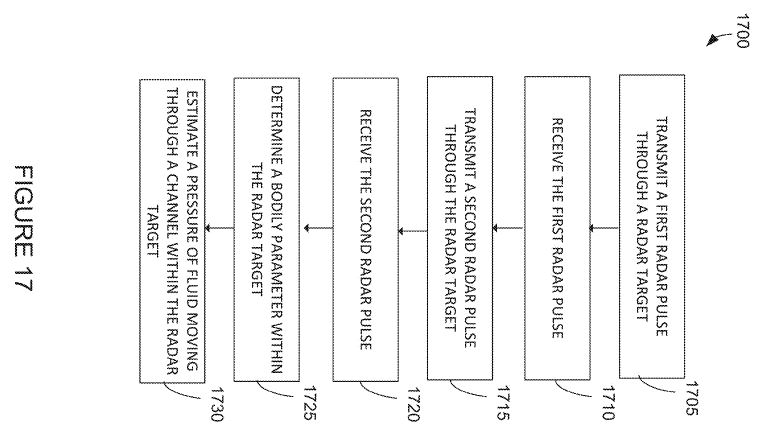 1700
TRANSMIT A FIRST RADAR PULSE
THROUGH A RADAR TARGET
1705
RECEIVE THE FIRST RADAR PULSE
1710
TRANSMIT A SECOND RADAR PULSE
THROUGH THE RADAR TARGET
1715
RECEIVE THE SECOND RADAR PULSE
1720
DETERMINE A BODILY PARAMETER WITHIN
THE RADAR TARGET
1725
ESTIMATE A PRESSURE OF FLUID MOVING
THROUGH A CHANNEL WITHIN THE RADAR
TARGET
1730
FIGURE 17